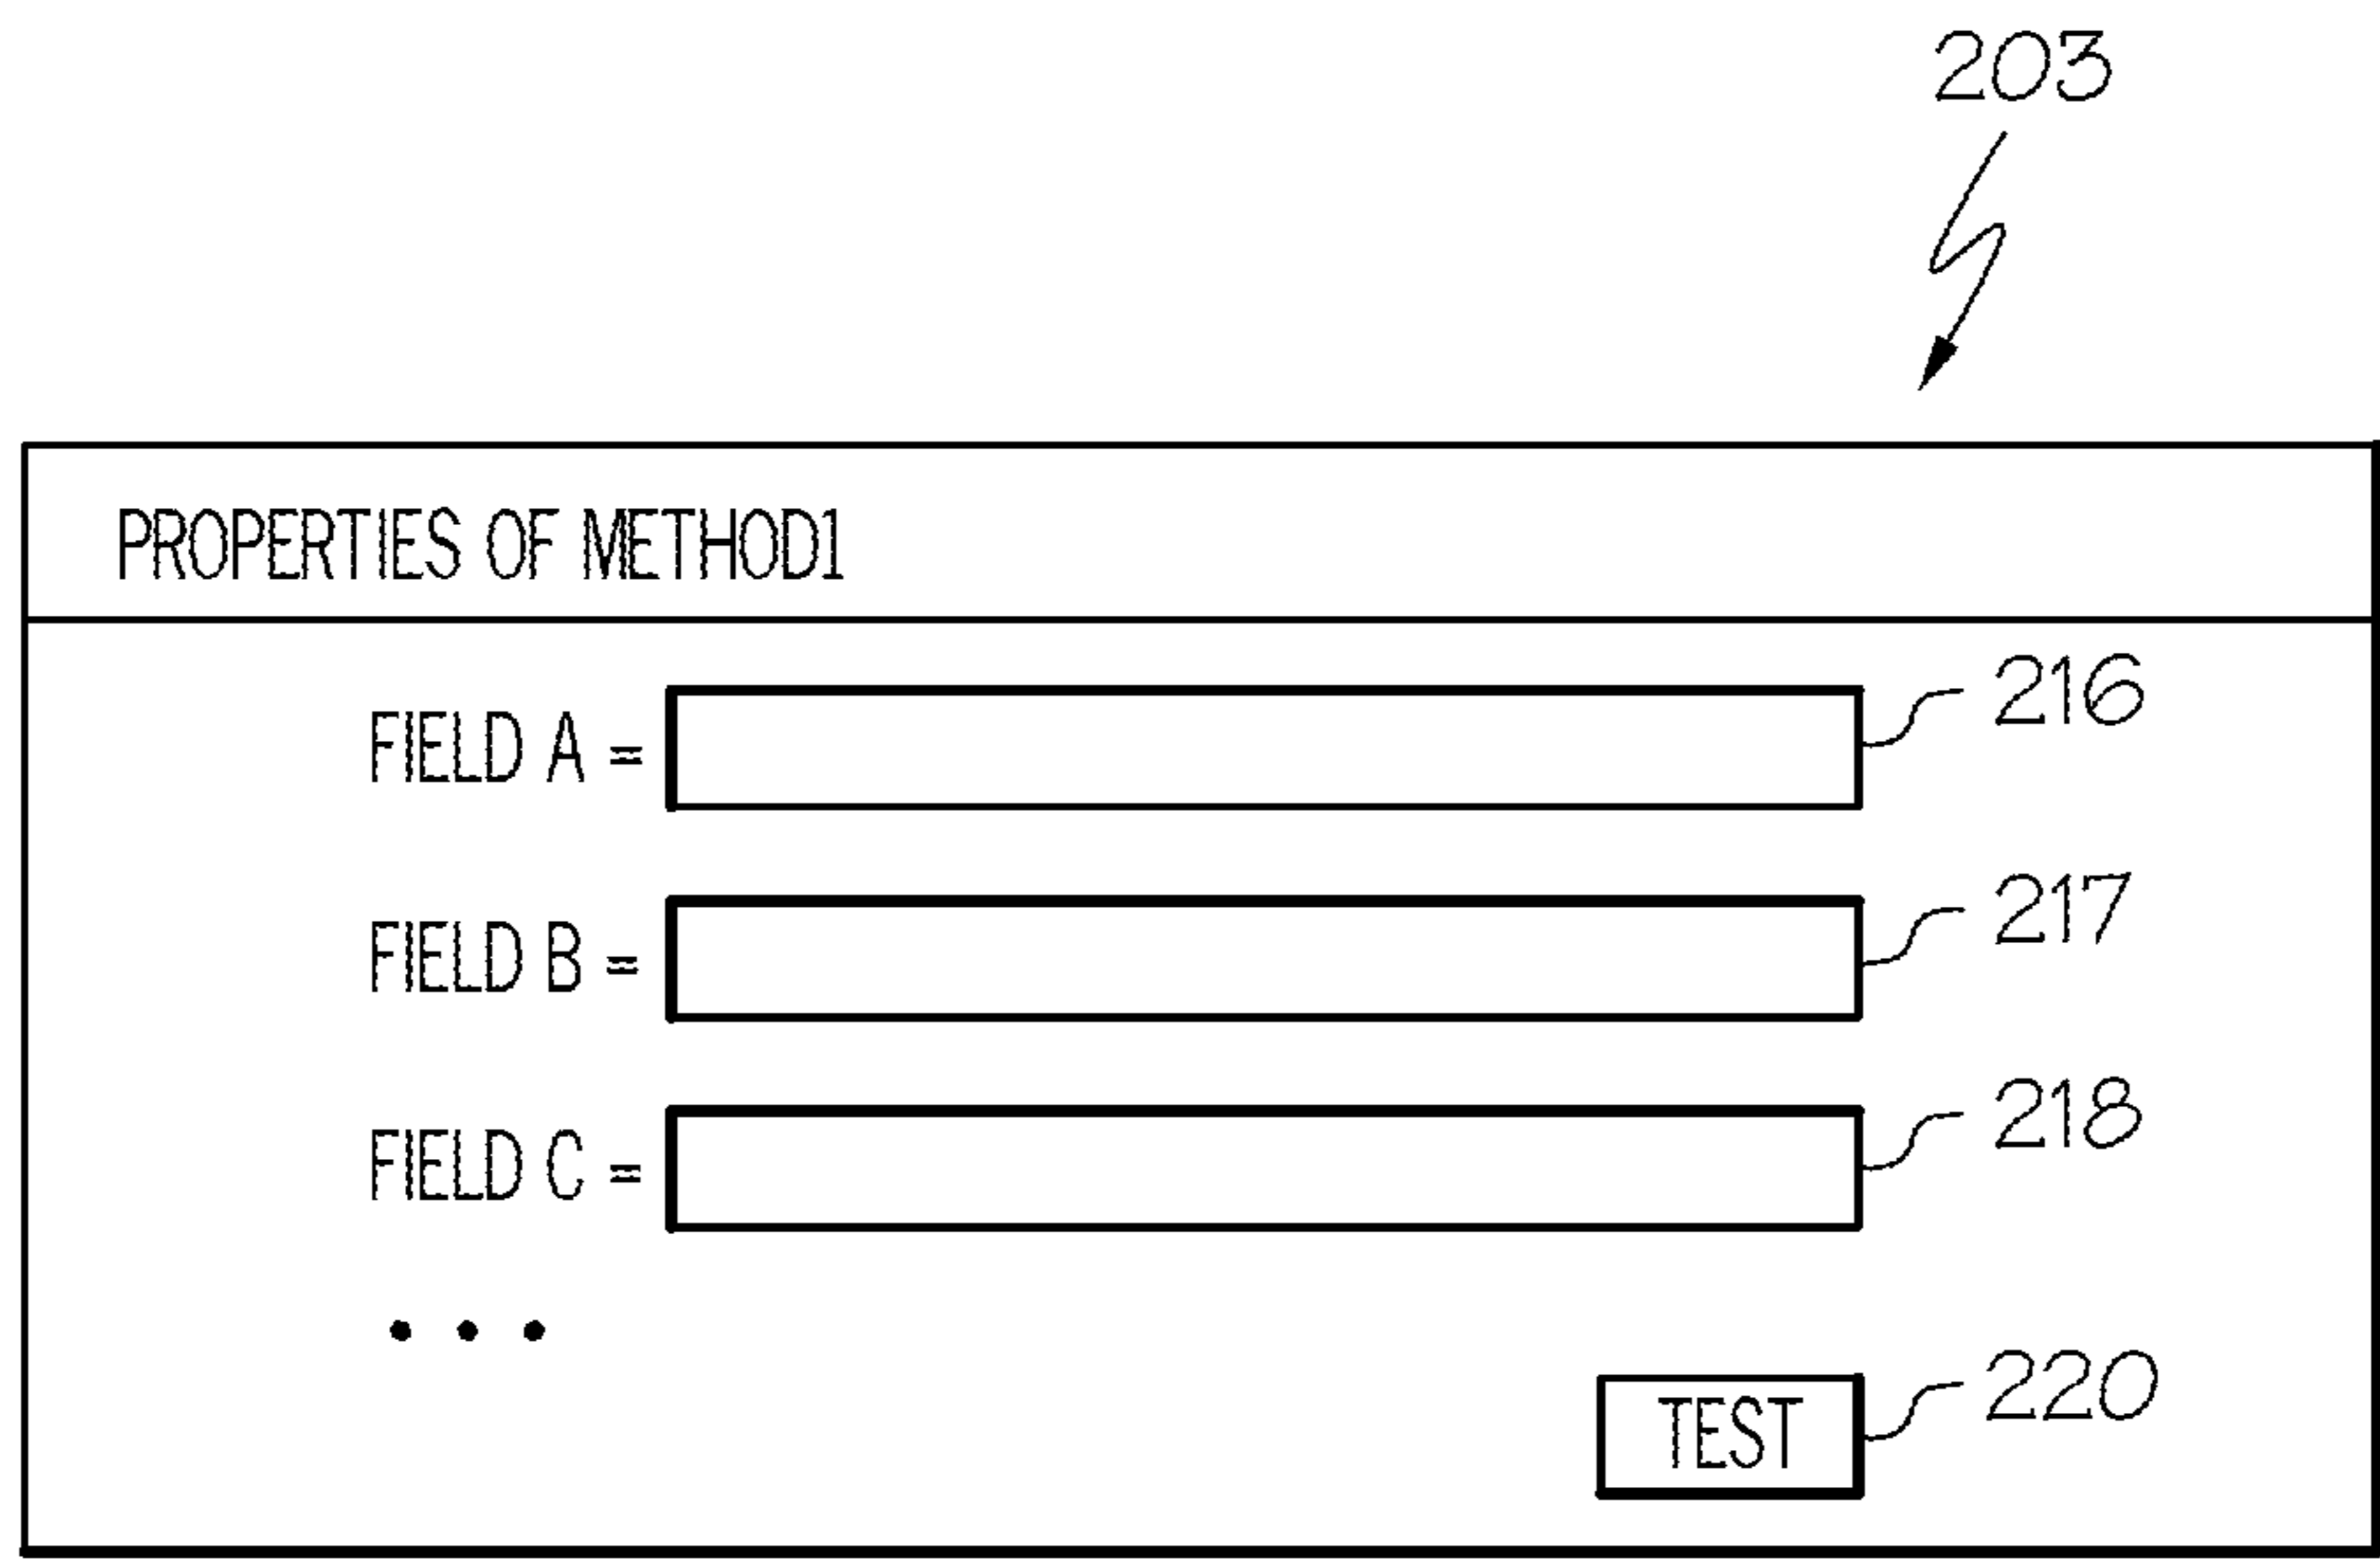 203
PROPERTIES OF METHOD1
FIELD A = 216
FIELD B = 217
FIELD C = 218
• • •
TEST 220